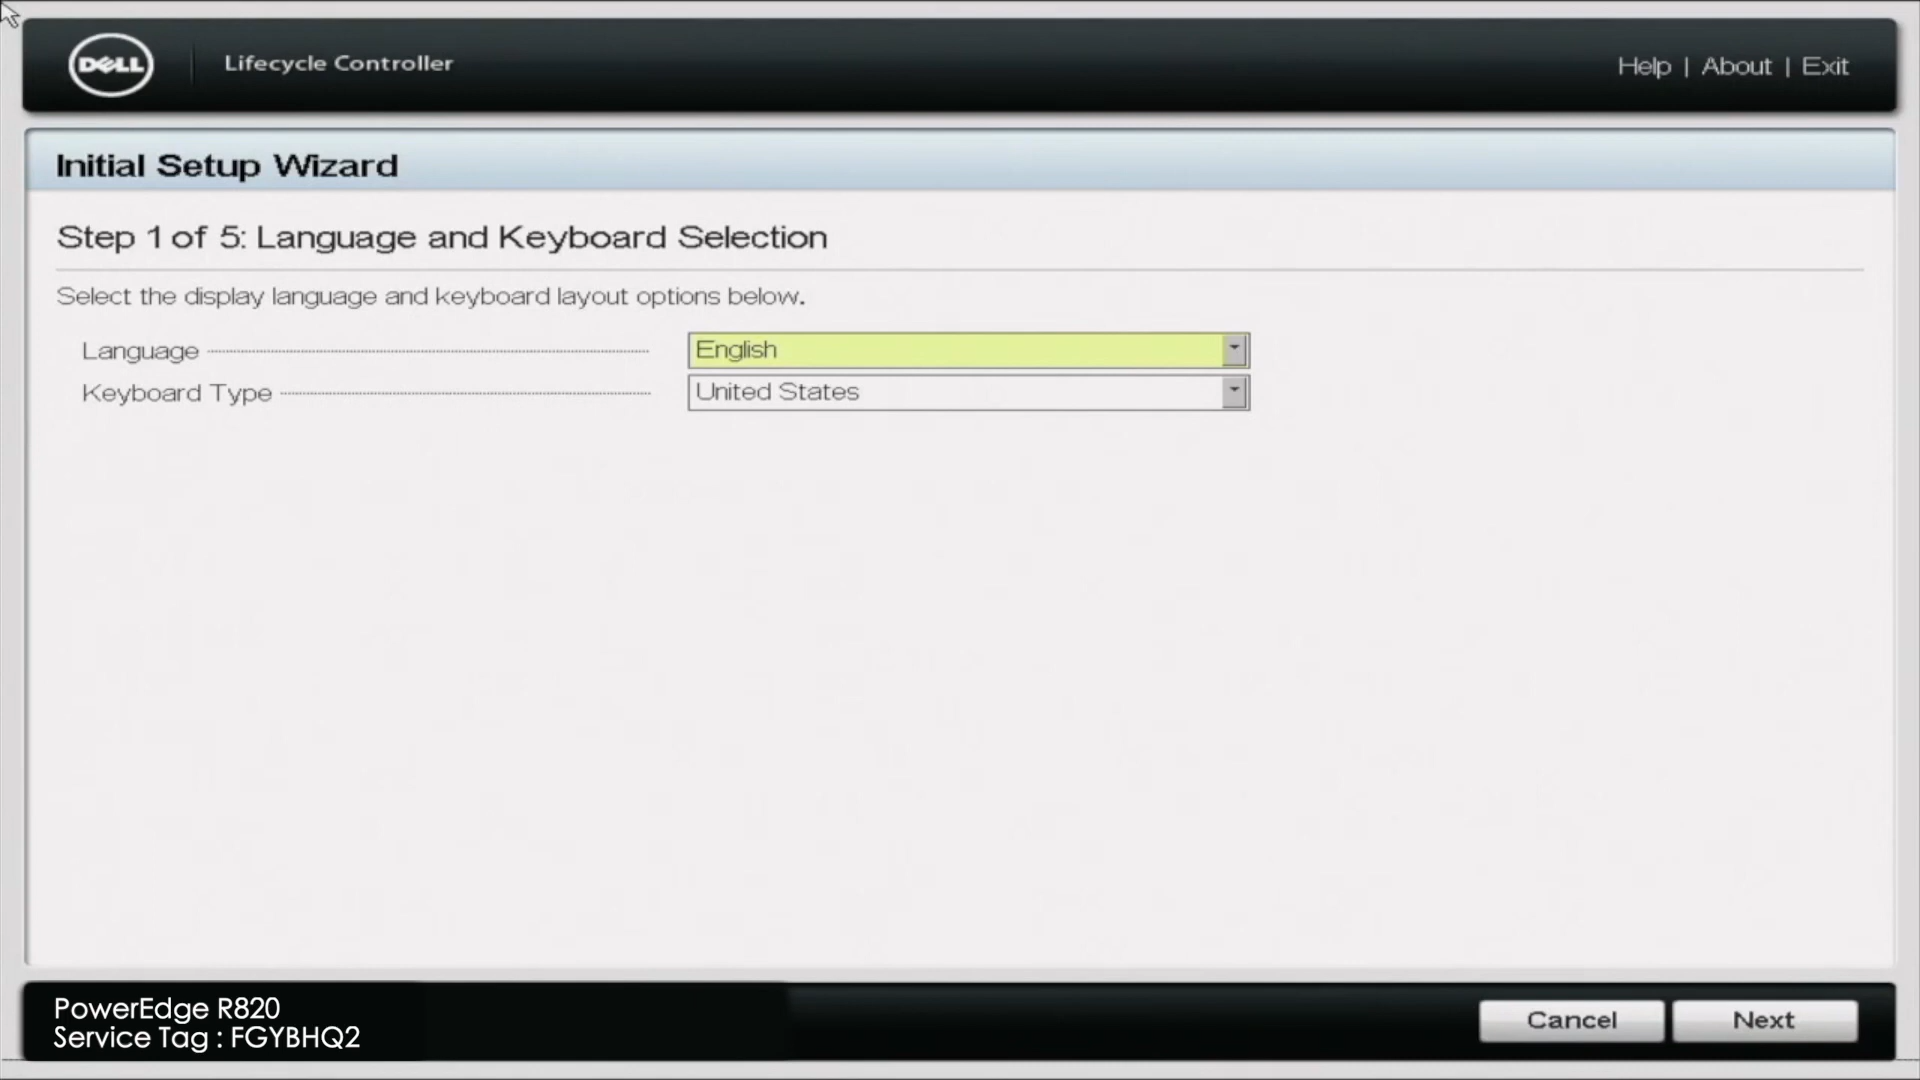 DELL
Lifecycle Controller
Help | About | Exit
Initial Setup Wizard
Step 1 of 5: Language and Keyboard Selection
Select the display language and keyboard layout options below.
Language English
Keyboard Type United States
PowerEdge R820
Service Tag : FGYBHQ2
Cancel Next